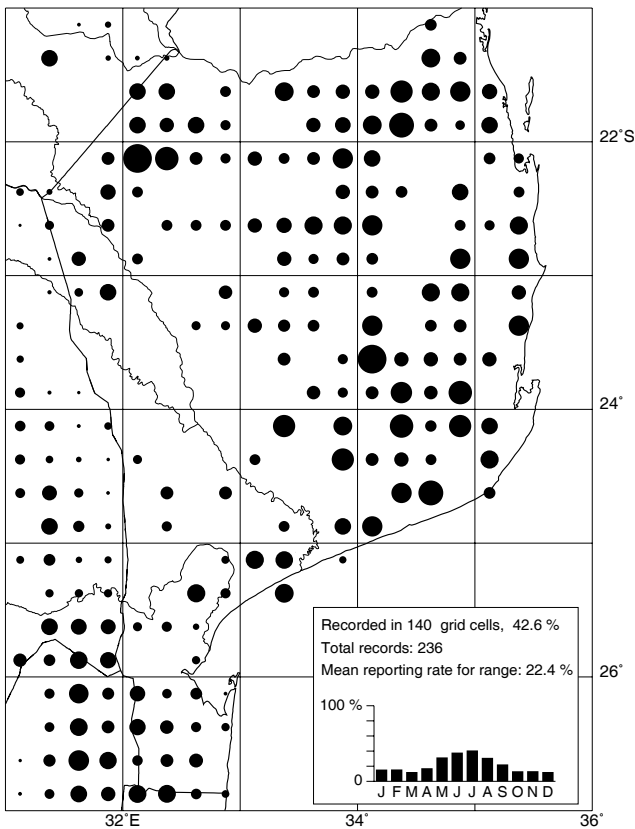 22˚S
24˚
Recorded in 140 grid cells, 42.6 %
Total records: 236
Mean reporting rate for range: 22.4 %
26˚
100 %
0
J F M A M J J A S O N D
32˚E
34˚
36˚